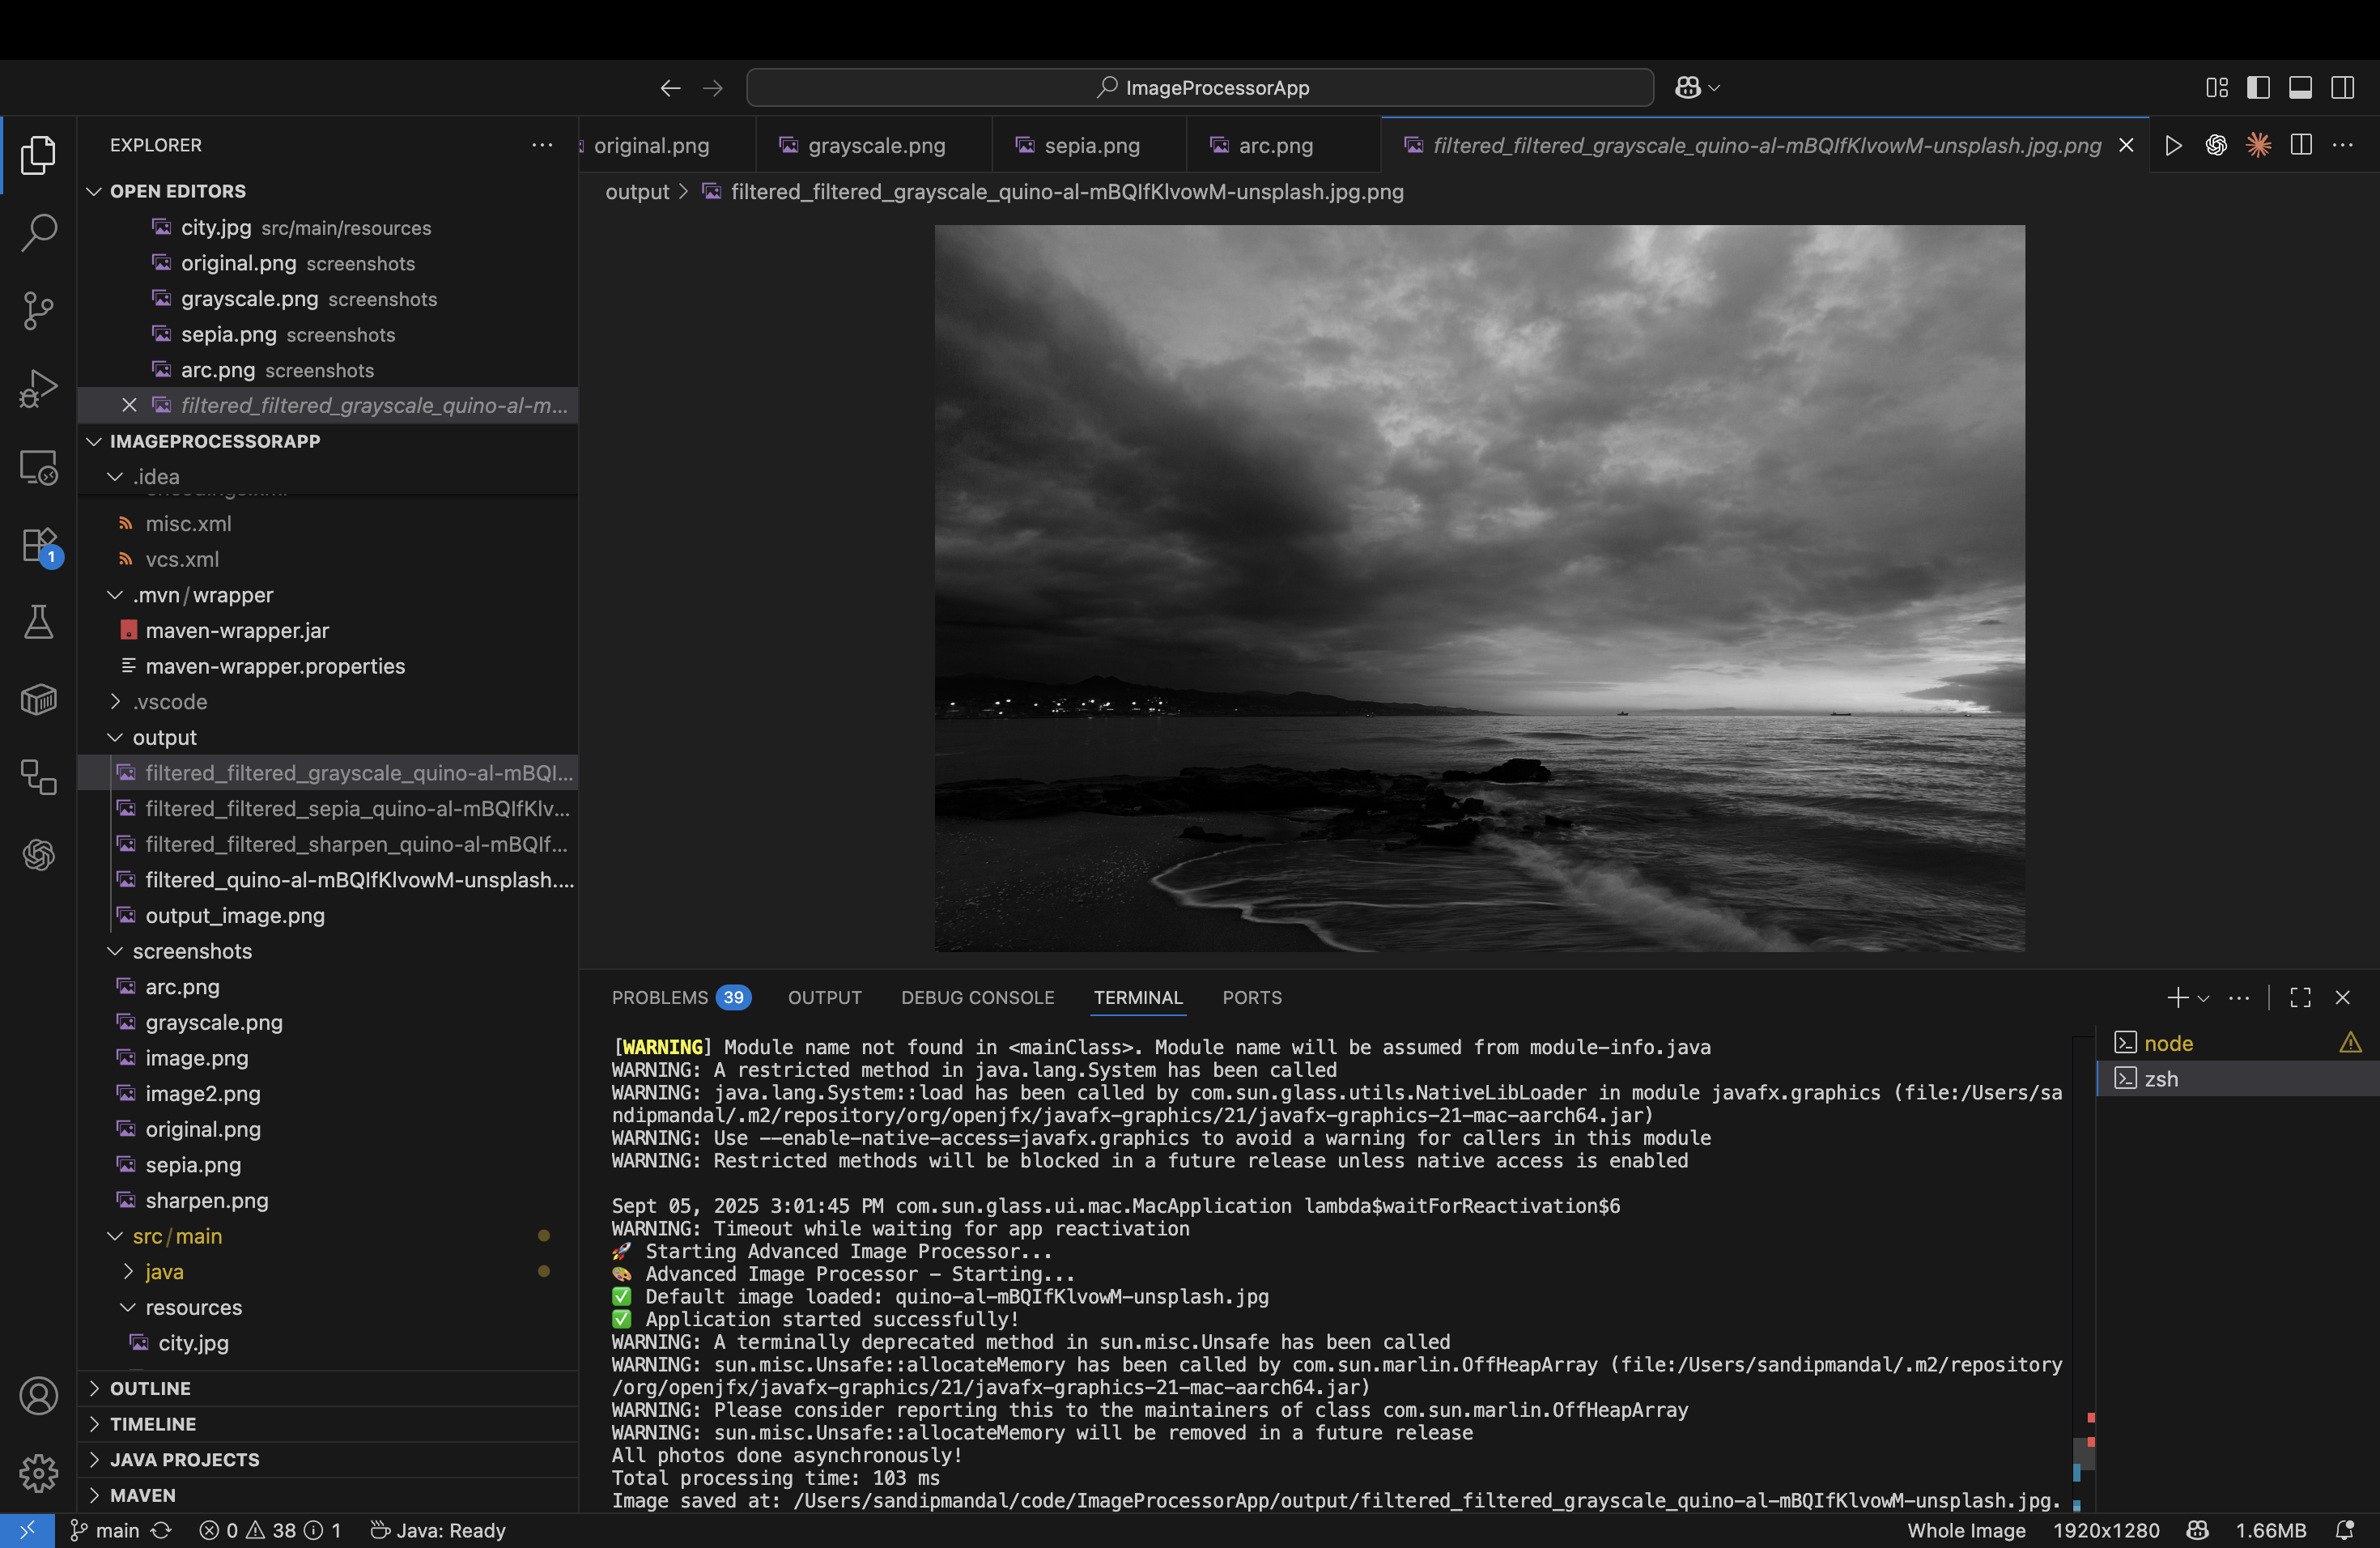 ImageProcessorApp
EXPLORER
OPEN EDITORS
city.jpg src/main/resources
original.png screenshots
grayscale.png screenshots
sepia.png screenshots
arc.png screenshots
filtered_filtered_grayscale_quino-al-m...
IMAGEPROCESSORAPP
.idea
misc.xml
vcs.xml
.mvn/wrapper
maven-wrapper.jar
maven-wrapper.properties
.vscode
output
filtered_filtered_grayscale_quino-al-mBQI...
filtered_filtered_sepia_quino-al-mBQIfKlv...
filtered_filtered_sharpen_quino-al-mBQIf...
filtered_quino-al-mBQIfKlvowM-unsplash....
output_image.png
screenshots
arc.png
grayscale.png
image.png
image2.png
original.png
sepia.png
sharpen.png
src/main
java
resources
city.jpg
OUTLINE
TIMELINE
JAVA PROJECTS
MAVEN
1
original.png
grayscale.png
sepia.png
arc.png
filtered_filtered_grayscale_quino-al-mBQIfKlvowM-unsplash.jpg.png
output > filtered_filtered_grayscale_quino-al-mBQIfKlvowM-unsplash.jpg.png
PROBLEMS 39 OUTPUT DEBUG CONSOLE TERMINAL PORTS
[WARNING] Module name not found in <mainClass>. Module name will be assumed from module-info.java
WARNING: A restricted method in java.lang.System has been called
WARNING: java.lang.System::load has been called by com.sun.glass.utils.NativeLibLoader in module javafx.graphics (file:/Users/sa
ndipmandal/.m2/repository/org/openjfx/javafx-graphics/21/javafx-graphics-21-mac-aarch64.jar)
WARNING: Use --enable-native-access=javafx.graphics to avoid a warning for callers in this module
WARNING: Restricted methods will be blocked in a future release unless native access is enabled
Sept 05, 2025 3:01:45 PM com.sun.glass.ui.mac.MacApplication lambda$waitForReactivation$6
WARNING: Timeout while waiting for app reactivation
🚀 Starting Advanced Image Processor...
🎨 Advanced Image Processor - Starting...
✅ Default image loaded: quino-al-mBQIfKlvowM-unsplash.jpg
✅ Application started successfully!
WARNING: A terminally deprecated method in sun.misc.Unsafe has been called
WARNING: sun.misc.Unsafe::allocateMemory has been called by com.sun.marlin.OffHeapArray (file:/Users/sandipmandal/.m2/repository
/org/openjfx/javafx-graphics/21/javafx-graphics-21-mac-aarch64.jar)
WARNING: Please consider reporting this to the maintainers of class com.sun.marlin.OffHeapArray
WARNING: sun.misc.Unsafe::allocateMemory will be removed in a future release
All photos done asynchronously!
Total processing time: 103 ms
Image saved at: /Users/sandipmandal/code/ImageProcessorApp/output/filtered_filtered_grayscale_quino-al-mBQIfKlvowM-unsplash.jpg.
node
zsh
main 0 38 1 Java: Ready
Whole Image 1920x1280 1.66MB